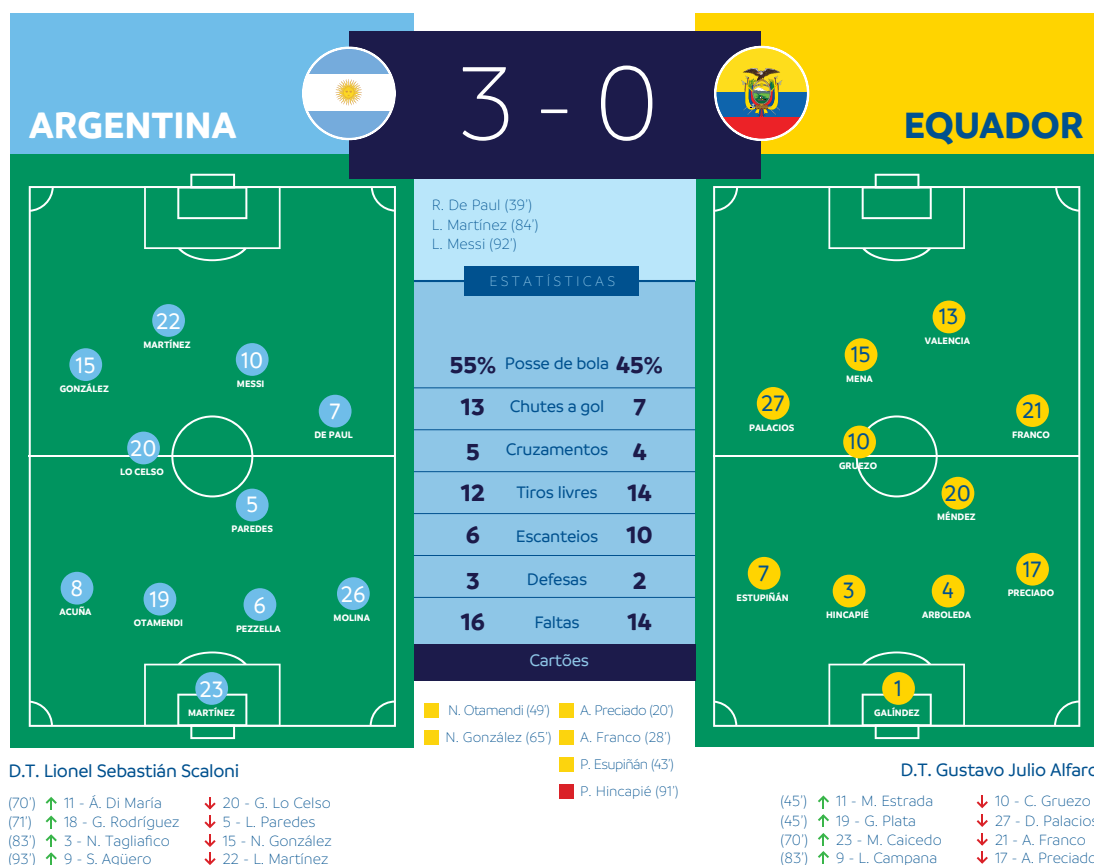 ARGENTINA
3 - 0
EQUADOR
R. De Paul (39')
L. Martínez (84')
L. Messi (92')
ESTATÍSTICAS
55% Posse de bola 45%
13 Chutes a gol 7
5 Cruzamentos 4
12 Tiros livres 14
6 Escanteios 10
3 Defesas 2
16 Faltas 14
Cartões
N. Otamendi (49') A. Preciado (20')
N. González (65') A. Franco (28')
P. Esupiñán (43')
P. Hincapié (91')
22
MARTÍNEZ
15
GONZÁLEZ
10
MESSI
7
DE PAUL
20
LO CELSO
5
PAREDES
8
ACUÑA
19
OTAMENDI
6
PEZZELLA
26
MOLINA
23
MARTÍNEZ
13
VALENCIA
15
MENA
27
PALACIOS
21
FRANCO
10
GRUEZO
20
MÉNDEZ
7
ESTUPIÑÁN
3
HINCAPIÉ
4
ARBOLEDA
17
PRECIADO
1
GALÍNDEZ
D.T. Lionel Sebastián Scaloni
(70') 11 - Á. Di María 20 - G. Lo Celso
(71') 18 - G. Rodríguez 5 - L. Paredes
(83') 3 - N. Tagliafico 15 - N. González
(93') 9 - S. Agüero 22 - L. Martínez
D.T. Gustavo Julio Alfaro
(45') 11 - M. Estrada 10 - C. Gruezo
(45') 19 - G. Plata 27 - D. Palacios
(70') 23 - M. Caicedo 21 - A. Franco
(83') 9 - L. Campana 17 - A. Preciado